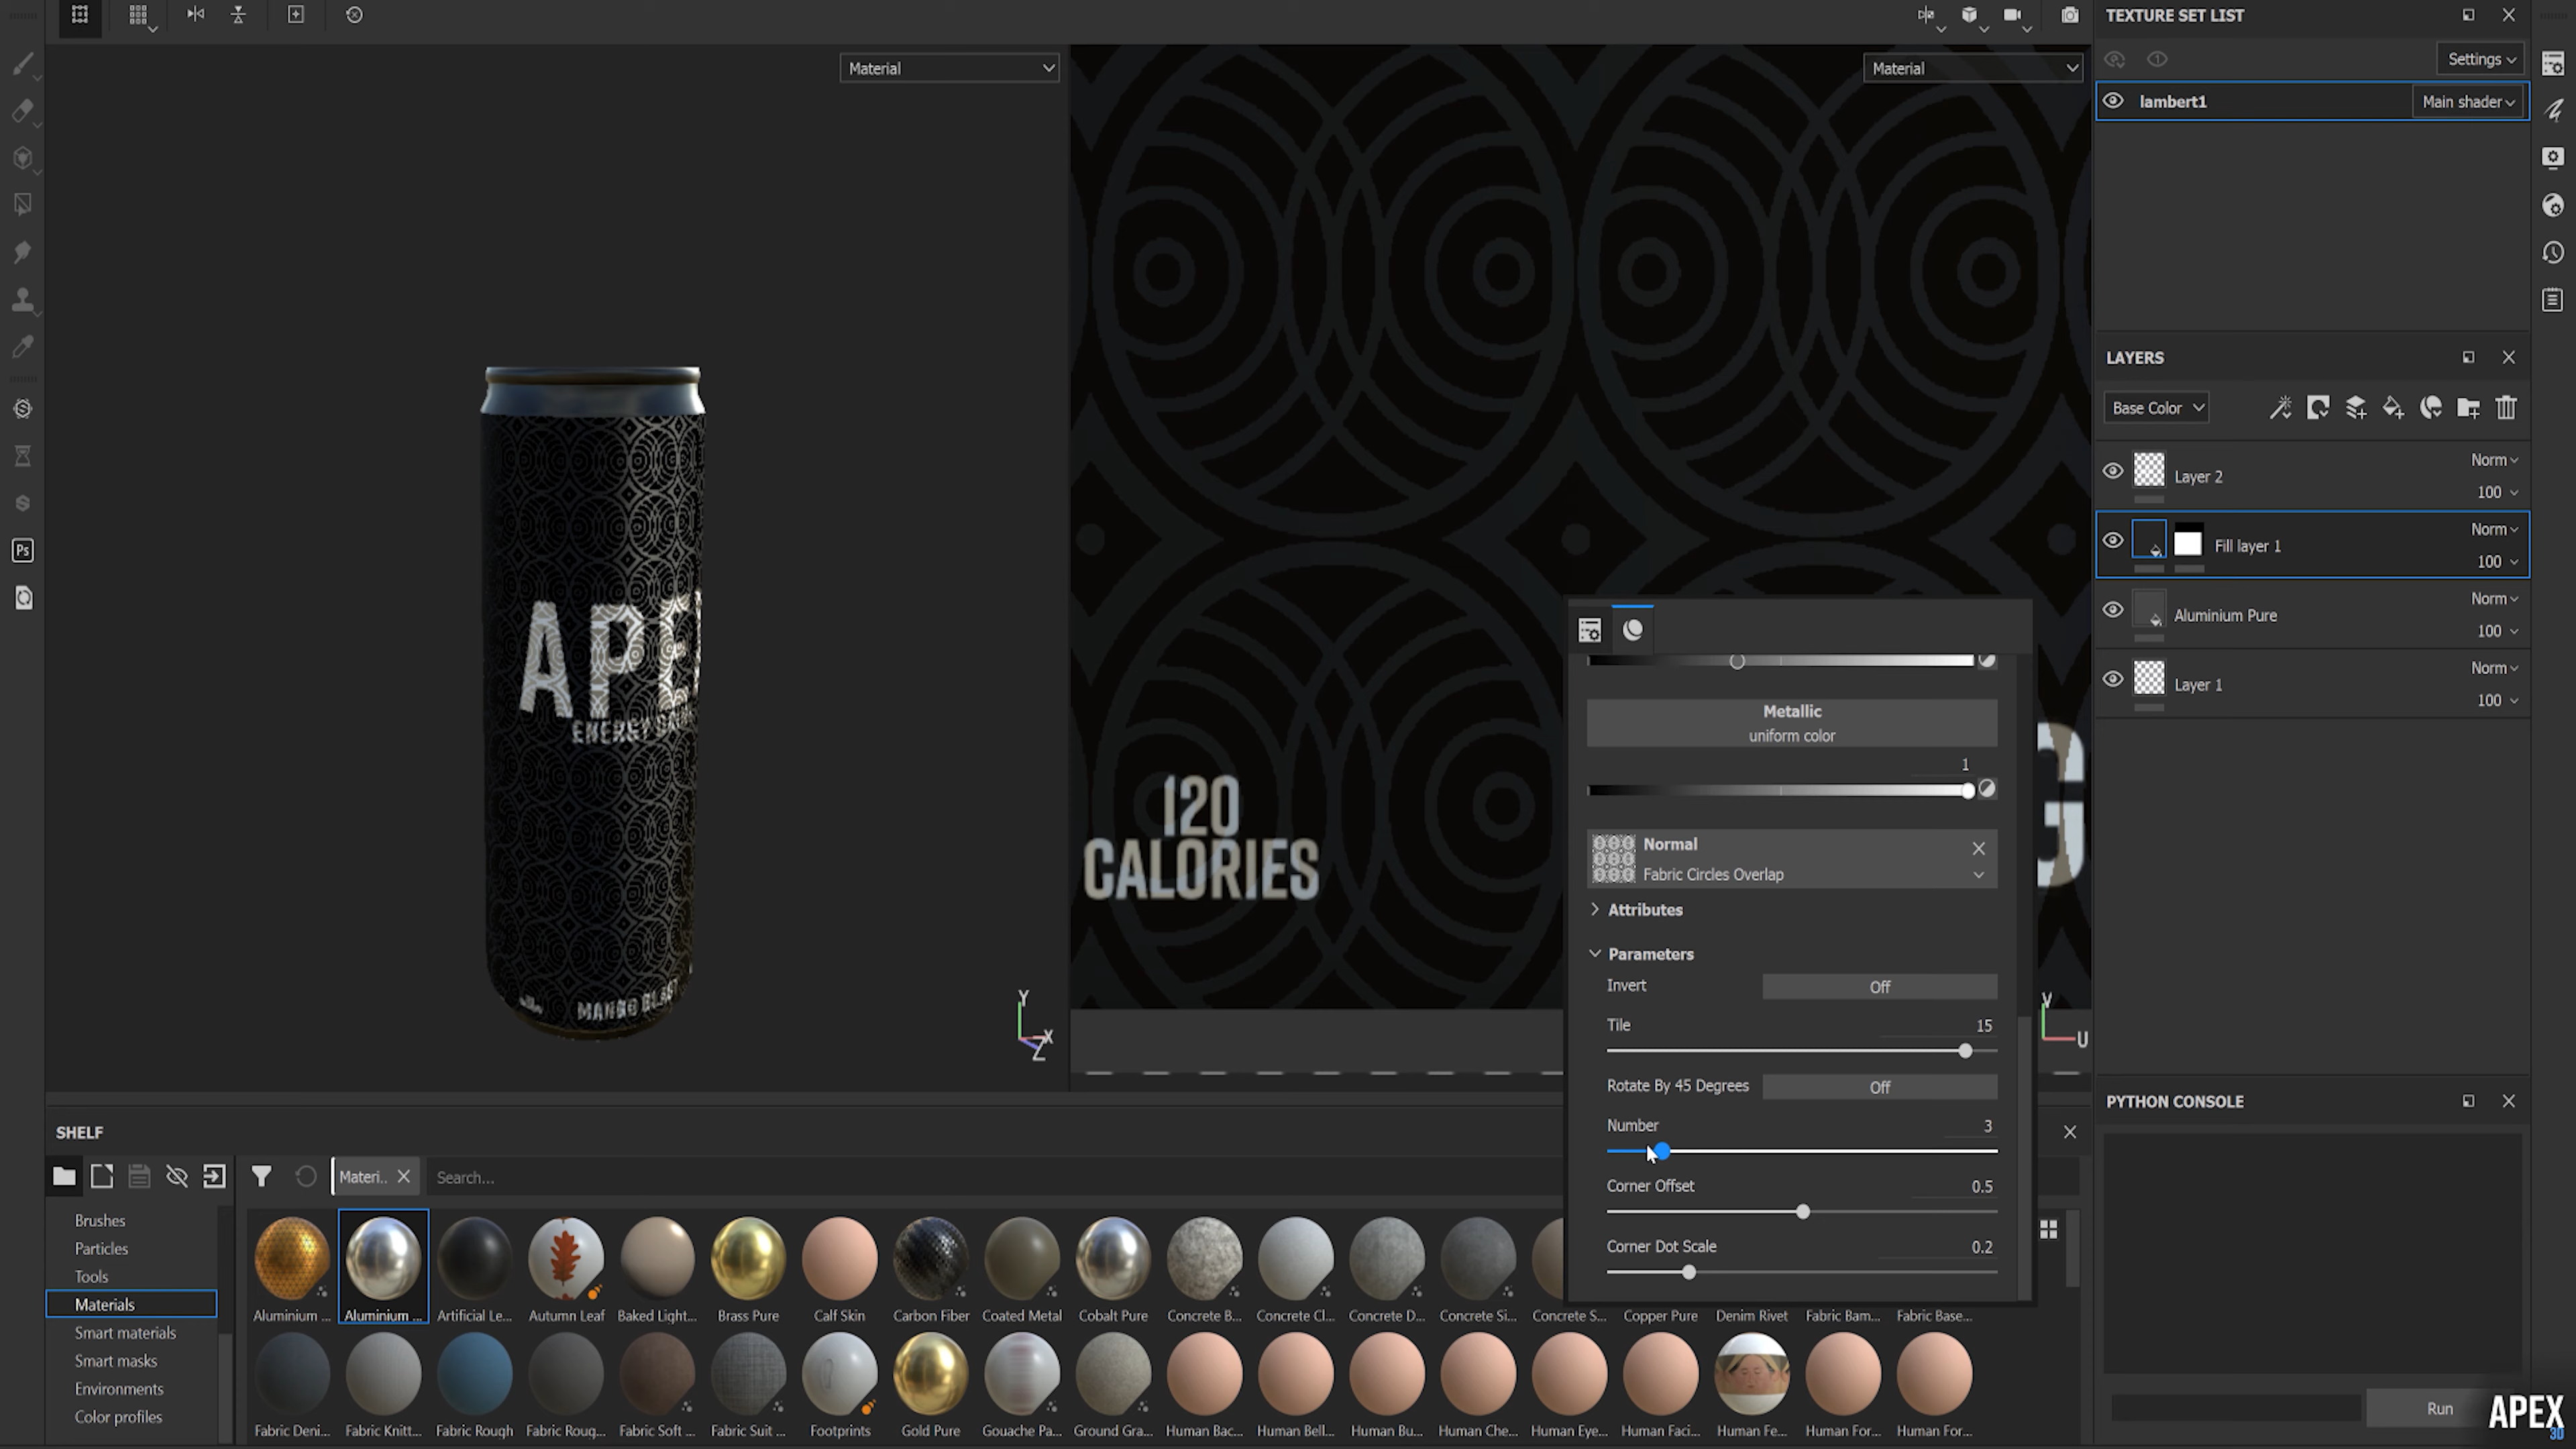 TEXTURE SET LIST
Settings
lambert1
Main shader
Material
Material
LAYERS
Base Color
Layer 2
Norm
100
Fill layer 1
Norm
100
Aluminium Pure
Norm
100
Layer 1
Norm
100
Ps
APE
ENERGY
MANGO BLAST
120
CALORIES
G
Y
X
Z
V
U
Metallic
uniform color
1
Normal
Fabric Circles Overlap
Attributes
Parameters
Invert
Off
Tile
15
Rotate By 45 Degrees
Off
Number
3
Corner Offset
0.5
Corner Dot Scale
0.2
PYTHON CONSOLE
Run
APEX
3D
SHELF
Materi..
Search...
Brushes
Particles
Tools
Materials
Smart materials
Smart masks
Environments
Color profiles
Aluminium ...
Aluminium ...
Artificial Le...
Autumn Leaf
Baked Light...
Brass Pure
Calf Skin
Carbon Fiber
Coated Metal
Cobalt Pure
Concrete B...
Concrete Cl...
Concrete D...
Concrete Si...
Concrete S...
Copper Pure
Denim Rivet
Fabric Bam...
Fabric Base...
Fabric Deni...
Fabric Knitt...
Fabric Rough
Fabric Roug...
Fabric Soft ...
Fabric Suit ...
Footprints
Gold Pure
Gouache Pa...
Ground Gra...
Human Bac...
Human Bell...
Human Bu...
Human Che...
Human Eye...
Human Faci...
Human Fe...
Human For...
Human For...